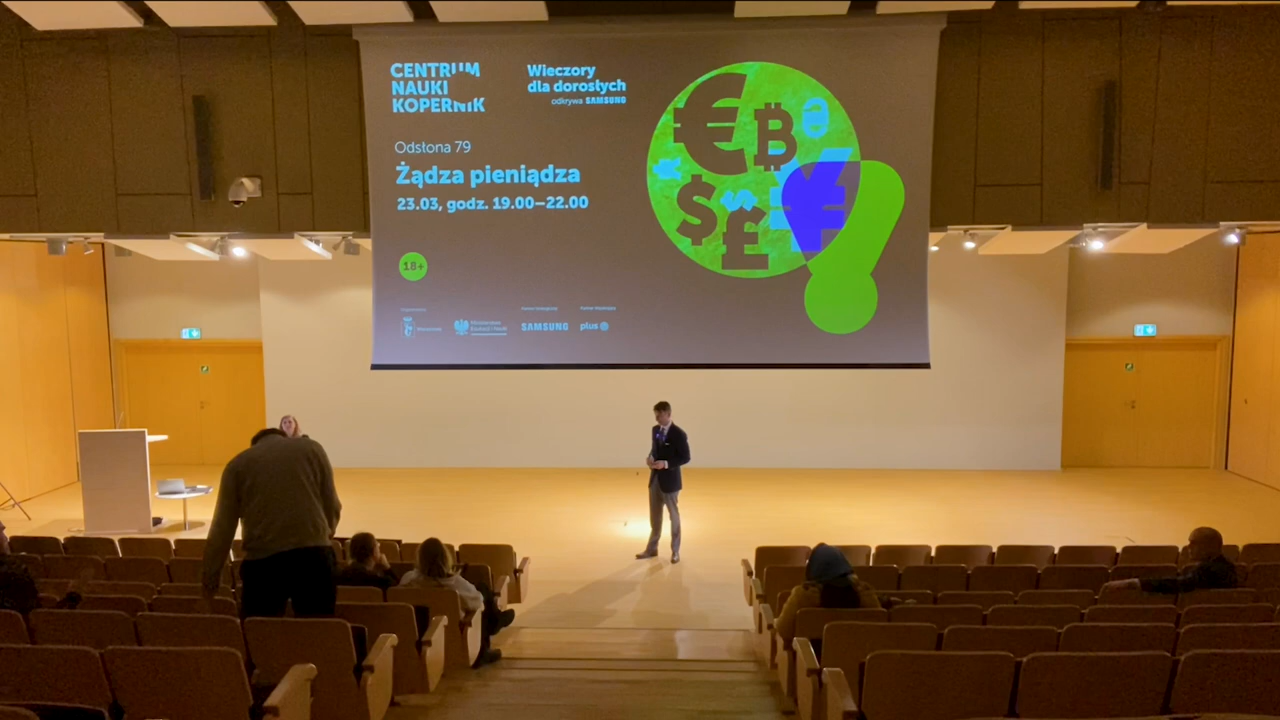 CENTRUM
NAUKI
KOPERNIK
Wieczory
dla dorosłych
odkrywa SAMSUNG
Odsłona 79
Żądza pieniądza
23.03, godz. 19.00–22.00
18+
SAMSUNG
plus